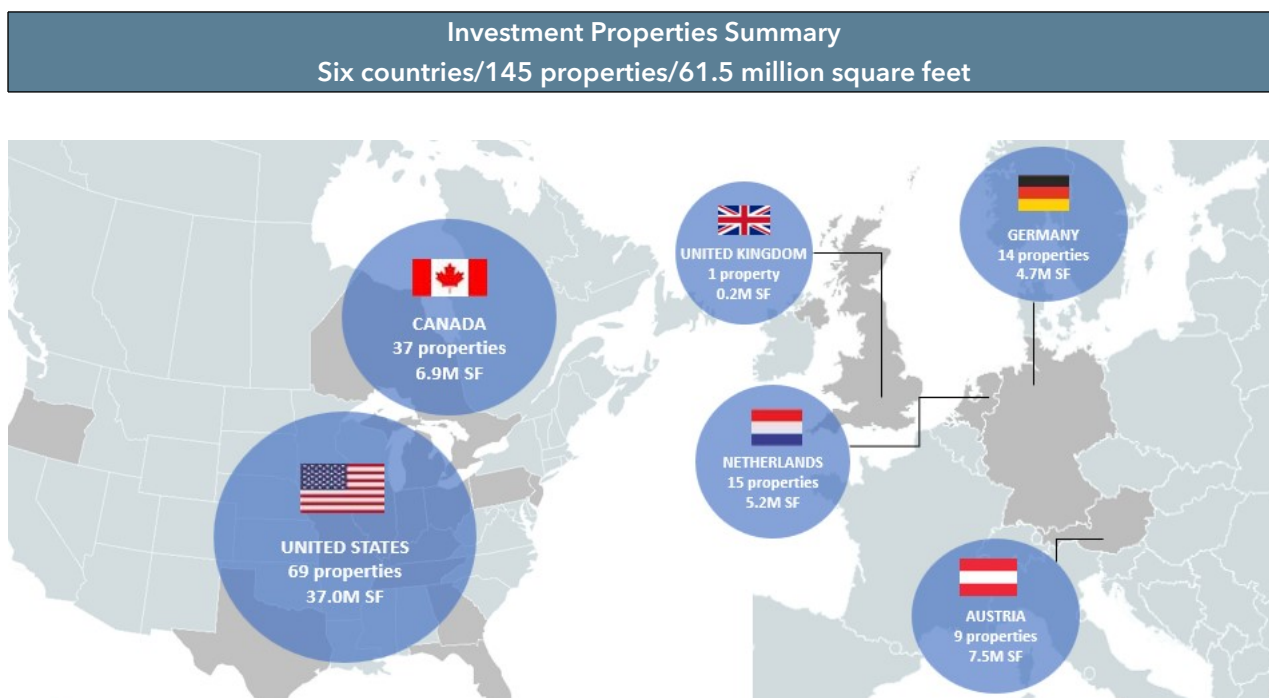 Investment Properties Summary
Six countries/145 properties/61.5 million square feet
CANADA
37 properties
6.9M SF
UNITED STATES
69 properties
37.0M SF
UNITED KINGDOM
1 property
0.2M SF
GERMANY
14 properties
4.7M SF
NETHERLANDS
15 properties
5.2M SF
AUSTRIA
9 properties
7.5M SF